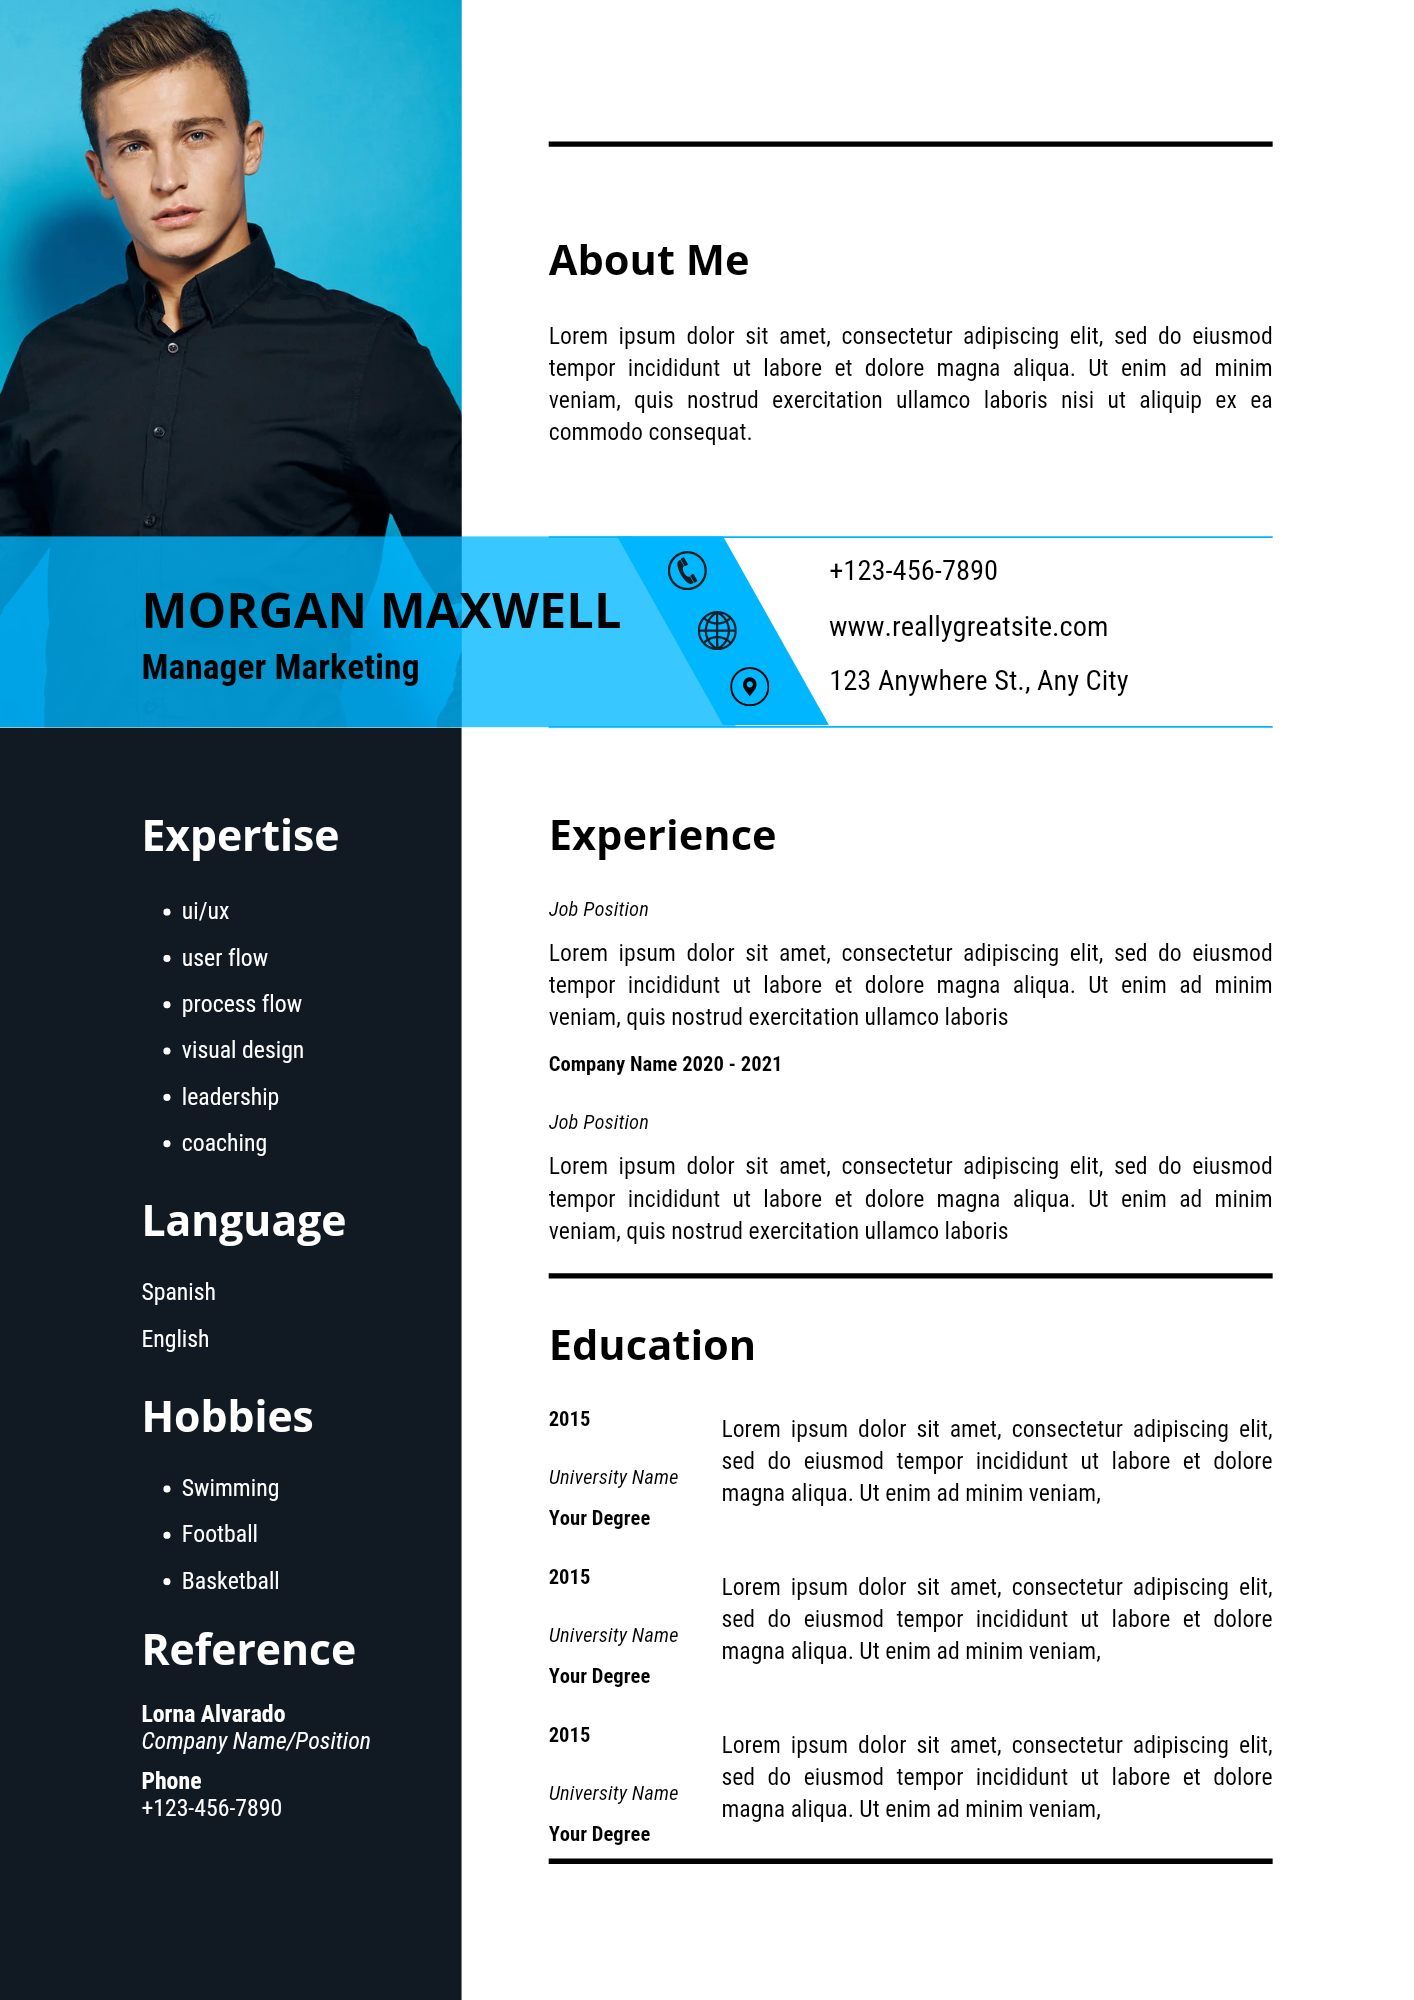 About Me
Lorem ipsum dolor sit amet, consectetur adipiscing elit, sed do eiusmod
tempor incididunt ut labore et dolore magna aliqua. Ut enim ad minim
veniam, quis nostrud exercitation ullamco laboris nisi ut aliquip ex ea
commodo consequat.
MORGAN MAXWELL
Manager Marketing
+123-456-7890
www.reallygreatsite.com
123 Anywhere St., Any City
Expertise
• ui/ux
• user flow
• process flow
• visual design
• leadership
• coaching
Language
Spanish
English
Hobbies
• Swimming
• Football
• Basketball
Reference
Lorna Alvarado
Company Name/Position
Phone
+123-456-7890
Experience
Job Position
Lorem ipsum dolor sit amet, consectetur adipiscing elit, sed do eiusmod
tempor incididunt ut labore et dolore magna aliqua. Ut enim ad minim
veniam, quis nostrud exercitation ullamco laboris
Company Name 2020 - 2021
Job Position
Lorem ipsum dolor sit amet, consectetur adipiscing elit, sed do eiusmod
tempor incididunt ut labore et dolore magna aliqua. Ut enim ad minim
veniam, quis nostrud exercitation ullamco laboris
Education
2015
University Name
Your Degree
Lorem ipsum dolor sit amet, consectetur adipiscing elit,
sed do eiusmod tempor incididunt ut labore et dolore
magna aliqua. Ut enim ad minim veniam,
2015
University Name
Your Degree
Lorem ipsum dolor sit amet, consectetur adipiscing elit,
sed do eiusmod tempor incididunt ut labore et dolore
magna aliqua. Ut enim ad minim veniam,
2015
University Name
Your Degree
Lorem ipsum dolor sit amet, consectetur adipiscing elit,
sed do eiusmod tempor incididunt ut labore et dolore
magna aliqua. Ut enim ad minim veniam,